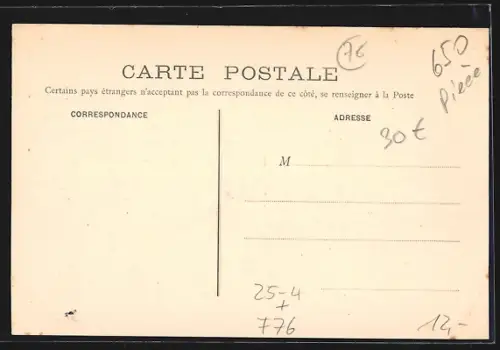 76
650
pièce
CARTE POSTALE
Certains pays étrangers n'acceptant pas la correspondance de ce côté, se renseigner à la Poste
CORRESPONDANCE
ADRESSE
30€
M
25-4
+
776
12,-